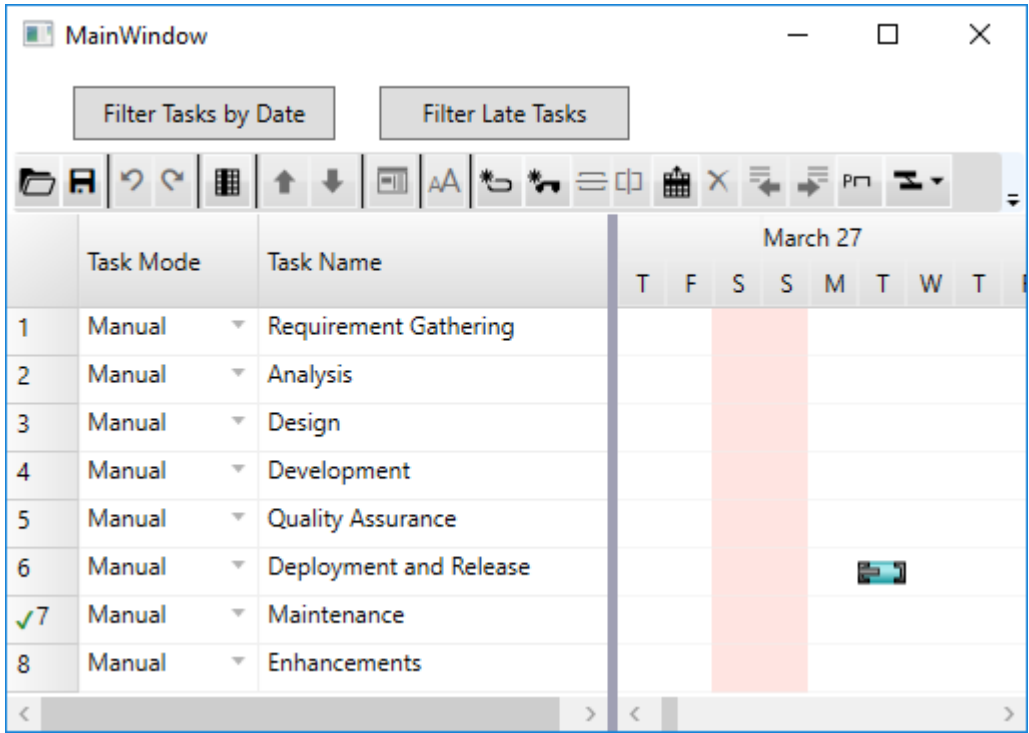 MainWindow
Filter Tasks by Date Filter Late Tasks
AA P
Task Mode Task Name March 27
T F S S M T W T F
1 Manual Requirement Gathering
2 Manual Analysis
3 Manual Design
4 Manual Development
5 Manual Quality Assurance
6 Manual Deployment and Release
7 Manual Maintenance
8 Manual Enhancements